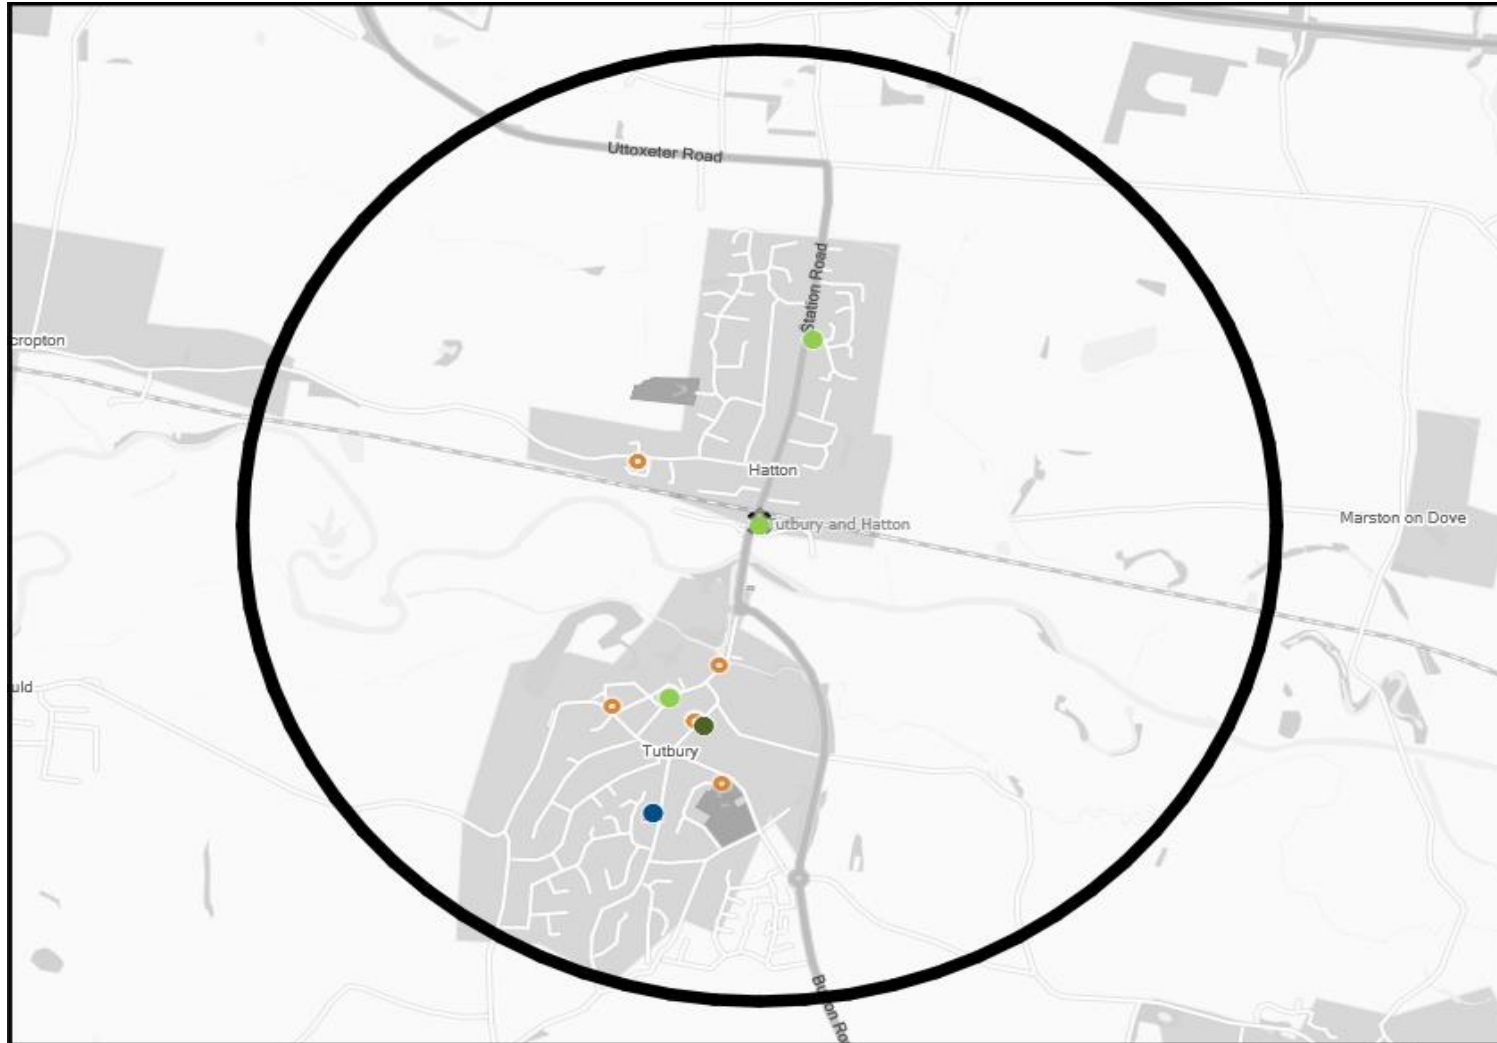 Uttoxeter Road
Station Road
cropton
Hatton
Tutbury and Hatton
Marston on Dove
uld
Tutbury